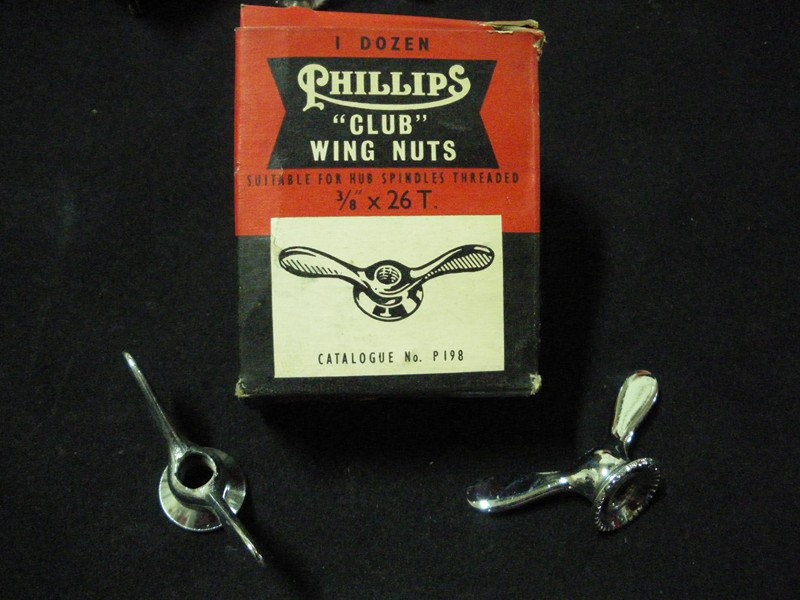 1 DOZEN
PHILLIPS
"CLUB"
WING NUTS
SUITABLE FOR HUB SPINDLES THREADED
3/8" x 26 T.
CATALOGUE No. P198